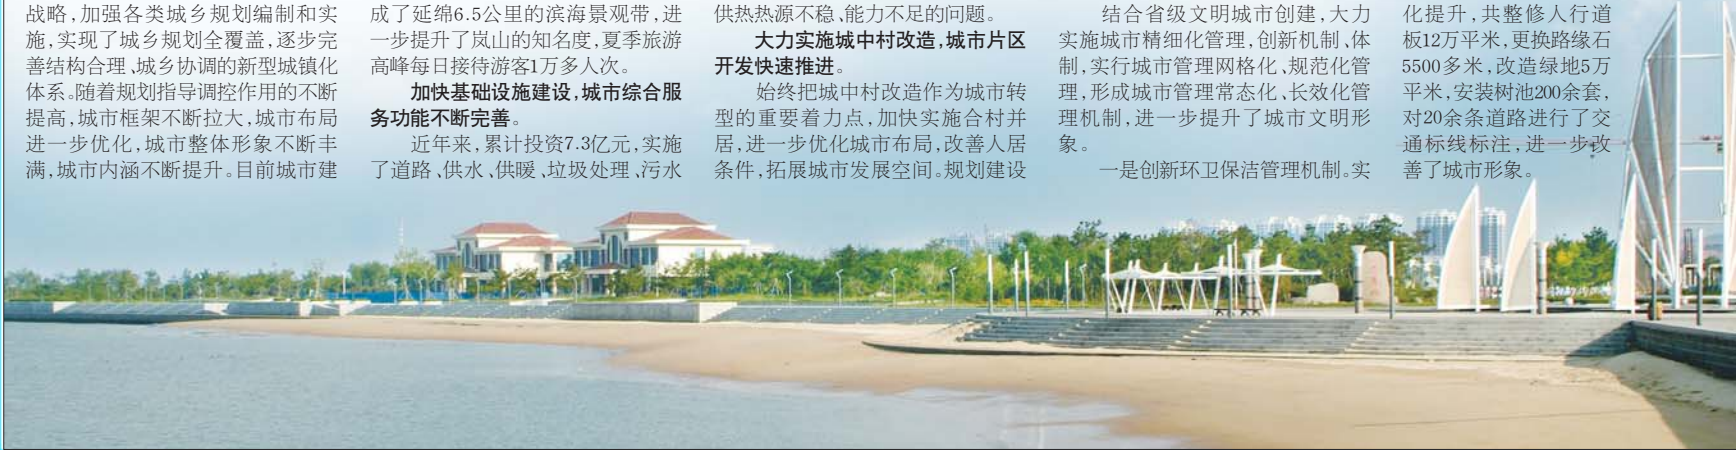 战略,加强各类城乡规划编制和实
施,实现了城乡规划全覆盖,逐步完
善结构合理、城乡协调的新型城镇化
体系。随着规划指导调控作用的不断
提高,城市框架不断拉大,城市布局
进一步优化,城市整体形象不断丰
满,城市内涵不断提升。目前城市建
成了延绵6.5公里的滨海景观带,进
一步提升了岚山的知名度,夏季旅游
高峰每日接待游客1万多人次。
加快基础设施建设,城市综合服
务功能不断完善。
近年来,累计投资7.3亿元,实施
了道路、供水、供暖、垃圾处理、污水
供热热源不稳、能力不足的问题。
大力实施城中村改造,城市片区
开发快速推进。
始终把城中村改造作为城市转
型的重要着力点,加快实施合村并
居,进一步优化城市布局,改善人居
条件,拓展城市发展空间。规划建设
结合省级文明城市创建,大力
实施城市精细化管理,创新机制、体
制,实行城市管理网格化、规范化管
理,形成城市管理常态化、长效化管
理机制,进一步提升了城市文明形
象。
一是创新环卫保洁管理机制。实
化提升,共整修人行道
板12万平米,更换路缘石
5500多米,改造绿地5万
平米,安装树池200余套,
对20余条道路进行了交
通标线标注,进一步改
善了城市形象。